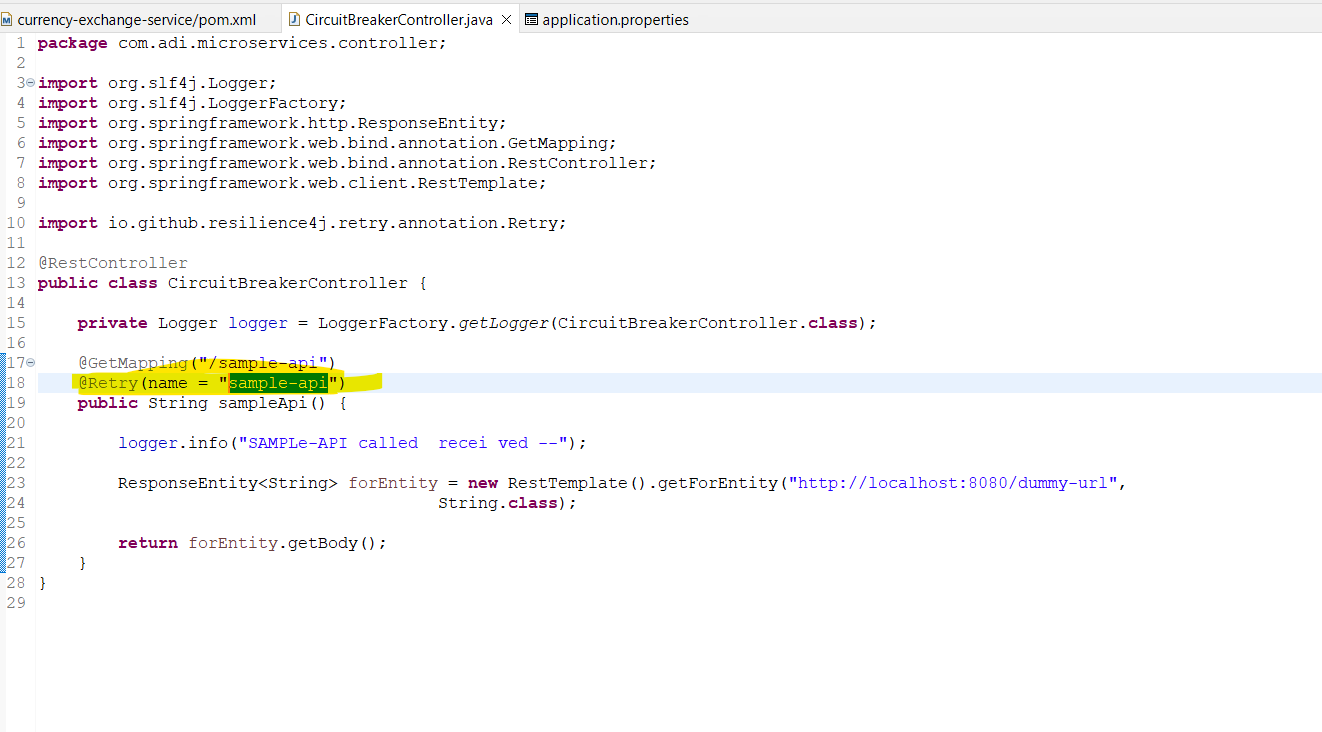 currency-exchange-service/pom.xml CircuitBreakerController.java application.properties
1 package com.adi.microservices.controller;
2
3 import org.slf4j.Logger;
4 import org.slf4j.LoggerFactory;
5 import org.springframework.http.ResponseEntity;
6 import org.springframework.web.bind.annotation.GetMapping;
7 import org.springframework.web.bind.annotation.RestController;
8 import org.springframework.web.client.RestTemplate;
9
10 import io.github.resilience4j.retry.annotation.Retry;
11
12 @RestController
13 public class CircuitBreakerController {
14
15 private Logger logger = LoggerFactory.getLogger(CircuitBreakerController.class);
16
17 @GetMapping("/sample-api")
18 @Retry(name = "sample-api")
19 public String sampleApi() {
20
21 logger.info("SAMPLe-API called  recei ved --");
22
23 ResponseEntity<String> forEntity = new RestTemplate().getForEntity("http://localhost:8080/dummy-url",
24 String.class);
25
26 return forEntity.getBody();
27 }
28 }
29